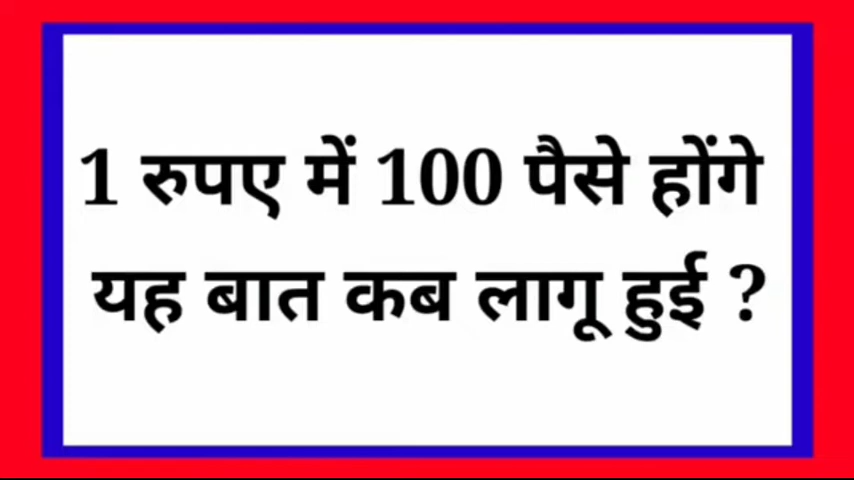 1 रुपए में 100 पैसे होंगे
यह बात कब लागू हुई ?